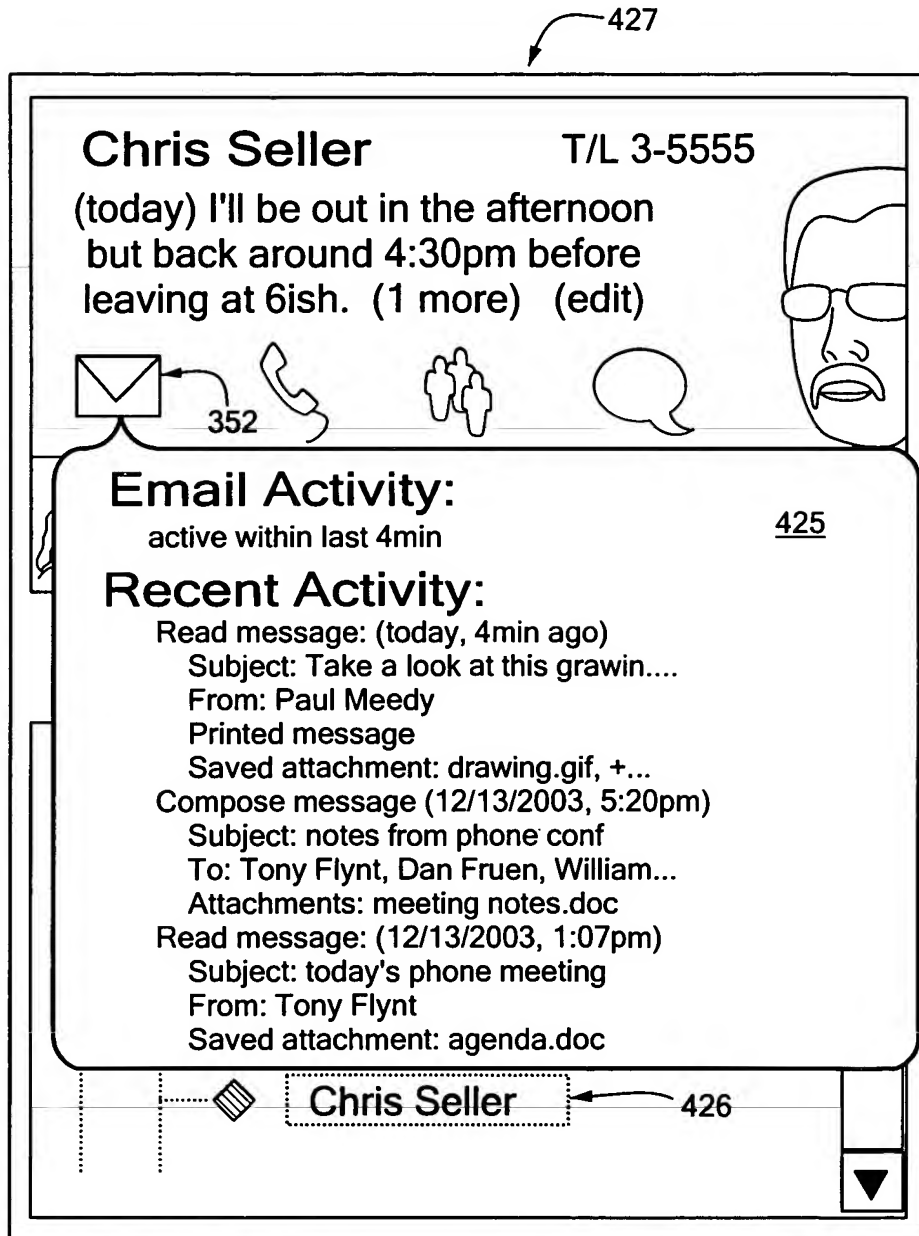 427
Chris Seller T/L 3-5555
(today) I'll be out in the afternoon
but back around 4:30pm before
leaving at 6ish. (1 more) (edit)
352
Email Activity:
425
active within last 4min
Recent Activity:
Read message: (today, 4min ago)
Subject: Take a look at this grawin....
From: Paul Meedy
Printed message
Saved attachment: drawing.gif, +...
Compose message (12/13/2003, 5:20pm)
Subject: notes from phone conf
To: Tony Flynt, Dan Fruen, William...
Attachments: meeting notes.doc
Read message: (12/13/2003, 1:07pm)
Subject: today's phone meeting
From: Tony Flynt
Saved attachment: agenda.doc
Chris Seller 426